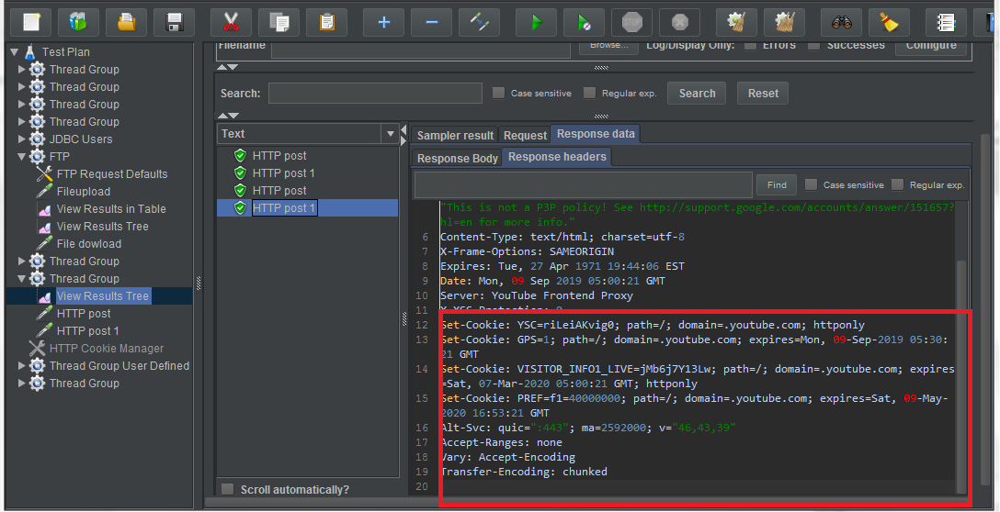 Filename
Browse...
Log/Display Only:
Errors
Successes
Configure
Test Plan
Thread Group
Thread Group
Thread Group
Thread Group
JDBC Users
FTP
FTP Request Defaults
Fileupload
View Results in Table
View Results Tree
File dowload
Thread Group
Thread Group
View Results Tree
HTTP post
HTTP post 1
HTTP Cookie Manager
Thread Group User Defined
Thread Group
Search:
Case sensitive
Regular exp.
Search
Reset
Text
HTTP post
HTTP post 1
HTTP post
HTTP post 1
Scroll automatically?
Sampler result
Request
Response data
Response Body
Response headers
Find
Case sensitive
Regular exp.
"This is not a P3P policy! See http://support.google.com/accounts/answer/151657?
hl=en for more info."
6 Content-Type: text/html; charset=utf-8
7 X-Frame-Options: SAMEORIGIN
8 Expires: Tue, 27 Apr 1971 19:44:06 EST
9 Date: Mon, 09 Sep 2019 05:00:21 GMT
10 Server: YouTube Frontend Proxy
11 X-XSS-Protection: 0
12 Set-Cookie: YSC=riLeiAKvig0; path=/; domain=.youtube.com; httponly
13 Set-Cookie: GPS=1; path=/; domain=.youtube.com; expires=Mon, 09-Sep-2019 05:30:
21 GMT
14 Set-Cookie: VISITOR_INFO1_LIVE=jMb6j7Y13Lw; path=/; domain=.youtube.com; expires
=Sat, 07-Mar-2020 05:00:21 GMT; httponly
15 Set-Cookie: PREF=f1=40000000; path=/; domain=.youtube.com; expires=Sat, 09-May-
2020 16:53:21 GMT
16 Alt-Svc: quic=":443"; ma=2592000; v="46,43,39"
17 Accept-Ranges: none
18 Vary: Accept-Encoding
19 Transfer-Encoding: chunked
20